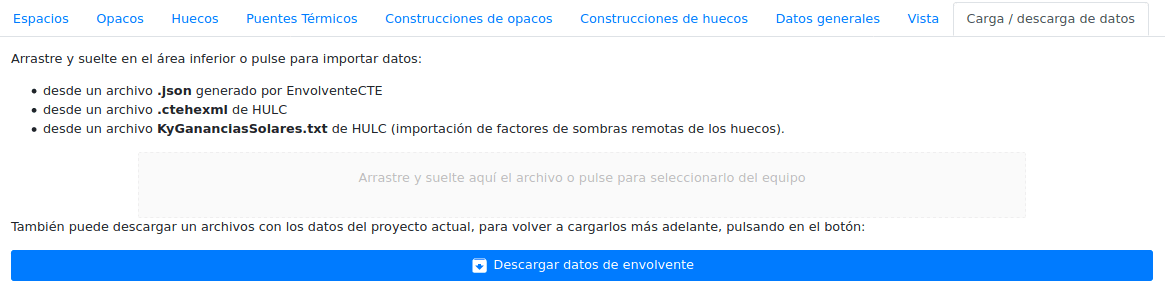 Espacios Opacos Huecos Puentes Térmicos Construcciones de opacos Construcciones de huecos Datos generales Vista Carga / descarga de datos
Arrastre y suelte en el área inferior o pulse para importar datos:
• desde un archivo .json generado por EnvolventeCTE
• desde un archivo .ctehexml de HULC
• desde un archivo KyGananciasSolares.txt de HULC (importación de factores de sombras remotas de los huecos).
Arrastre y suelte aquí el archivo o pulse para seleccionarlo del equipo
También puede descargar un archivos con los datos del proyecto actual, para volver a cargarlos más adelante, pulsando en el botón:
Descargar datos de envolvente